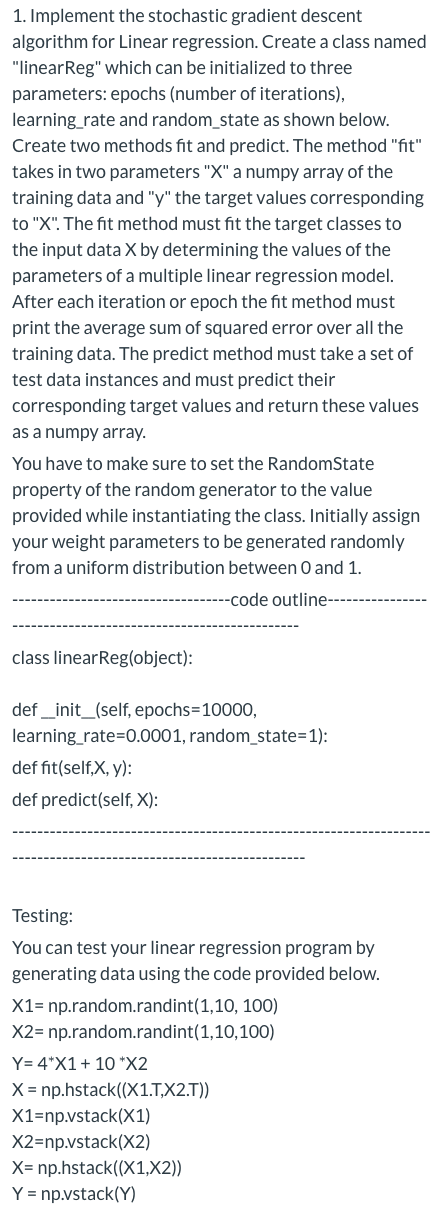 1. Implement the stochastic gradient descent
algorithm for Linear regression. Create a class named
"linearReg" which can be initialized to three
parameters: epochs (number of iterations),
learning_rate and random_state as shown below.
Create two methods fit and predict. The method "fit"
takes in two parameters "X" a numpy array of the
training data and "y" the target values corresponding
to "X". The fit method must fit the target classes to
the input data X by determining the values of the
parameters of a multiple linear regression model.
After each iteration or epoch the fit method must
print the average sum of squared error over all the
training data. The predict method must take a set of
test data instances and must predict their
corresponding target values and return these values
as a numpy array.
You have to make sure to set the RandomState
property of the random generator to the value
provided while instantiating the class. Initially assign
your weight parameters to be generated randomly
from a uniform distribution between 0 and 1.
-----------------------------------code outline----------------
----------------------------------------------
class linearReg(object):
def __init__(self, epochs=10000,
learning_rate=0.0001, random_state=1):
def fit(self,X, y):
def predict(self, X):
-------------------------------------------------------------------
-----------------------------------------------
Testing:
You can test your linear regression program by
generating data using the code provided below.
X1= np.random.randint(1,10, 100)
X2= np.random.randint(1,10,100)
Y= 4*X1 + 10 *X2
X = np.hstack((X1.T,X2.T))
X1=np.vstack(X1)
X2=np.vstack(X2)
X= np.hstack((X1,X2))
Y = np.vstack(Y)